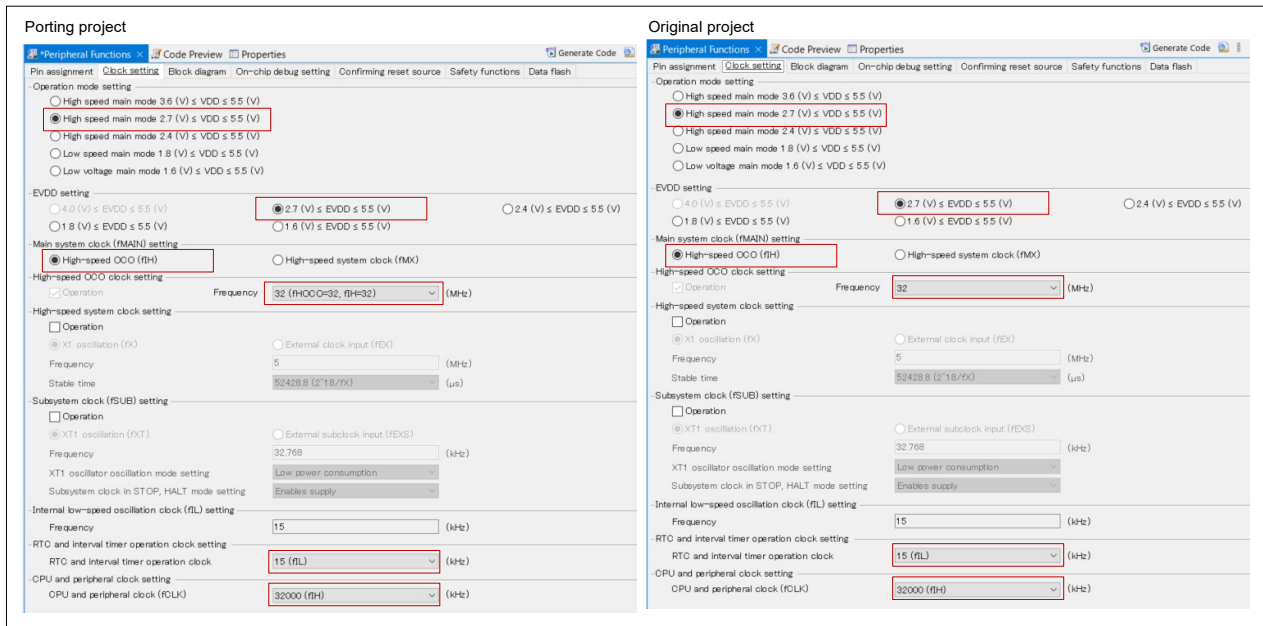 Porting project
*Peripheral Functions × Code Preview Properties Generate Code
Pin assignment Clock setting Block diagram On-chip debug setting Confirming reset source Safety functions Data flash
Operation mode setting
High speed main mode 3.6 (V) ≤ VDD ≤ 5.5 (V)
High speed main mode 2.7 (V) ≤ VDD ≤ 5.5 (V)
High speed main mode 2.4 (V) ≤ VDD ≤ 5.5 (V)
Low speed main mode 1.8 (V) ≤ VDD ≤ 5.5 (V)
Low voltage main mode 1.6 (V) ≤ VDD ≤ 5.5 (V)
EVDD setting
4.0 (V) ≤ EVDD ≤ 5.5 (V) 2.7 (V) ≤ EVDD ≤ 5.5 (V) 2.4 (V) ≤ EVDD ≤ 5.5 (V)
1.8 (V) ≤ EVDD ≤ 5.5 (V) 1.6 (V) ≤ EVDD ≤ 5.5 (V)
Main system clock (fMAIN) setting
High-speed OCO (fIH) High-speed system clock (fMX)
High-speed OCO clock setting
Operation Frequency 32 (fHOCO=32, fIH=32) (MHz)
High-speed system clock setting
Operation
X1 oscillation (fX) External clock input (fEX)
Frequency 5 (MHz)
Stable time 52428.8 (2^18/fX) (μs)
Subsystem clock (fSUB) setting
Operation
XT1 oscillation (fXT) External subclock input (fEXS)
Frequency 32.768 (kHz)
XT1 oscillator oscillation mode setting Low power consumption
Subsystem clock in STOP, HALT mode setting Enables supply
Internal low-speed oscillation clock (fIL) setting
Frequency 15 (kHz)
RTC and interval timer operation clock setting
RTC and interval timer operation clock 15 (fIL) (kHz)
CPU and peripheral clock setting
CPU and peripheral clock (fCLK) 32000 (fIH) (kHz)
Original project
Peripheral Functions × Code Preview Properties Generate Code
Pin assignment Clock setting Block diagram On-chip debug setting Confirming reset source Safety functions Data flash
Operation mode setting
High speed main mode 3.6 (V) ≤ VDD ≤ 5.5 (V)
High speed main mode 2.7 (V) ≤ VDD ≤ 5.5 (V)
High speed main mode 2.4 (V) ≤ VDD ≤ 5.5 (V)
Low speed main mode 1.8 (V) ≤ VDD ≤ 5.5 (V)
Low voltage main mode 1.6 (V) ≤ VDD ≤ 5.5 (V)
EVDD setting
4.0 (V) ≤ EVDD ≤ 5.5 (V) 2.7 (V) ≤ EVDD ≤ 5.5 (V) 2.4 (V) ≤ EVDD ≤ 5.5 (V)
1.8 (V) ≤ EVDD ≤ 5.5 (V) 1.6 (V) ≤ EVDD ≤ 5.5 (V)
Main system clock (fMAIN) setting
High-speed OCO (fIH) High-speed system clock (fMX)
High-speed OCO clock setting
Operation Frequency 32 (MHz)
High-speed system clock setting
Operation
X1 oscillation (fX) External clock input (fEX)
Frequency 5 (MHz)
Stable time 52428.8 (2^18/fX) (μs)
Subsystem clock (fSUB) setting
Operation
XT1 oscillation (fXT) External subclock input (fEXS)
Frequency 32.768 (kHz)
XT1 oscillator oscillation mode setting Low power consumption
Subsystem clock in STOP, HALT mode setting Enables supply
Internal low-speed oscillation clock (fIL) setting
Frequency 15 (kHz)
RTC and interval timer operation clock setting
RTC and interval timer operation clock 15 (fIL) (kHz)
CPU and peripheral clock setting
CPU and peripheral clock (fCLK) 32000 (fIH) (kHz)